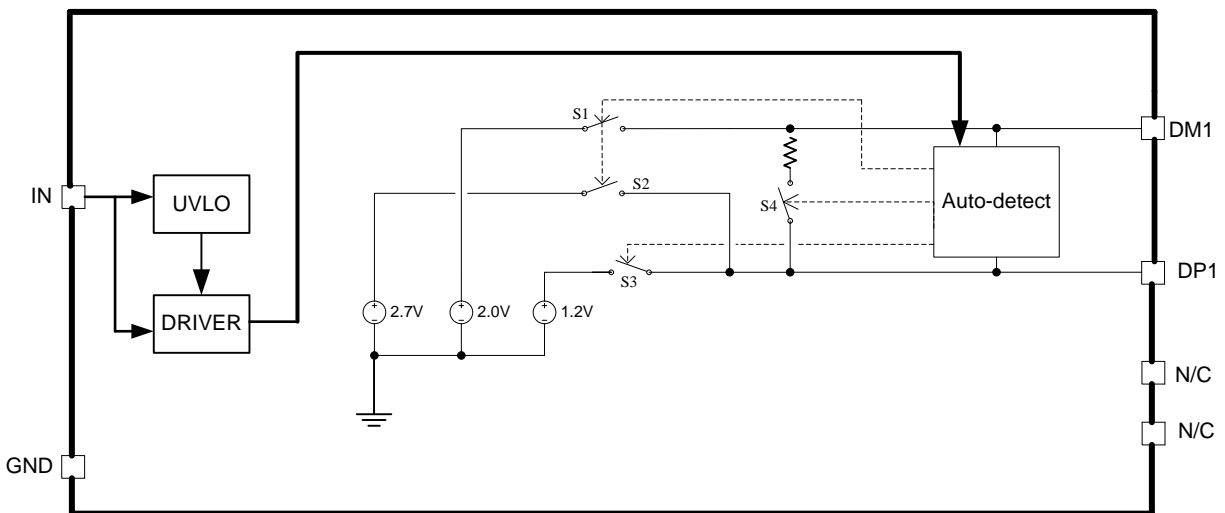 S1
DM1
IN
UVLO
S2
S4
Auto-detect
S3
DP1
DRIVER
+
−
2.7V
+
−
2.0V
+
−
1.2V
N/C
N/C
GND